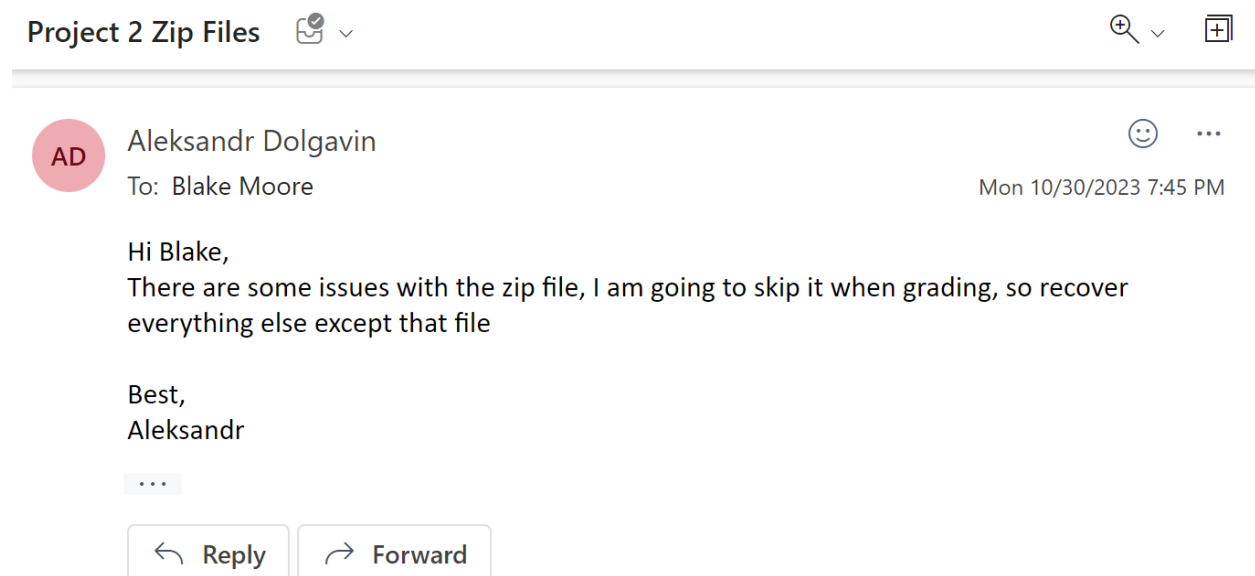 Project 2 Zip Files
AD
Aleksandr Dolgavin
To: Blake Moore
Mon 10/30/2023 7:45 PM
Hi Blake,
There are some issues with the zip file, I am going to skip it when grading, so recover
everything else except that file
Best,
Aleksandr
...
Reply
Forward